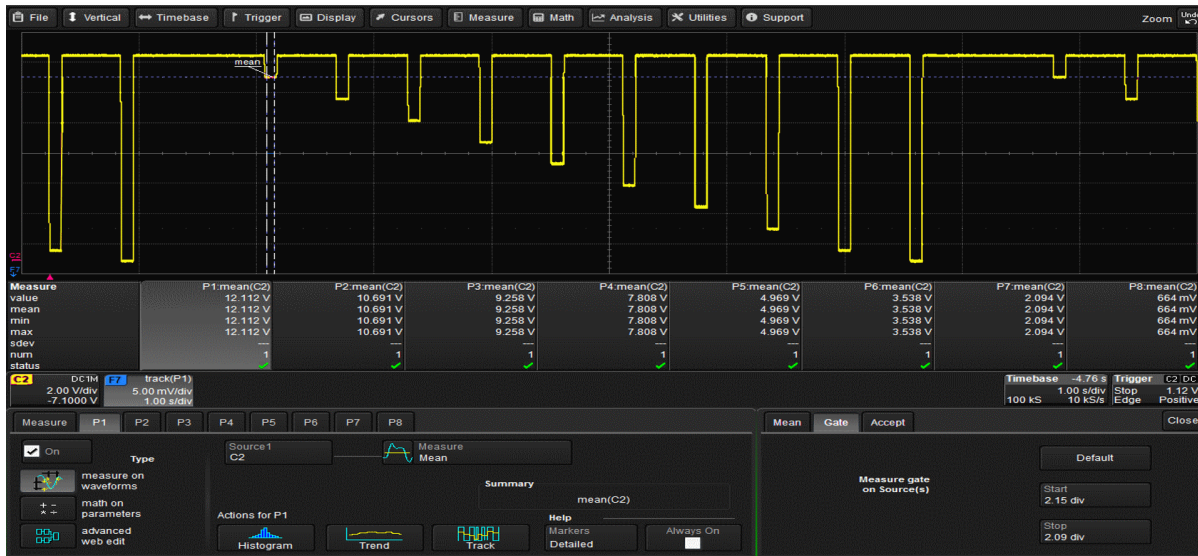 File Vertical Timebase Trigger Display Cursors Measure Math Analysis Utilities Support Zoom Undo
mean
C2
F7
Measure P1:mean(C2) P2:mean(C2) P3:mean(C2) P4:mean(C2) P5:mean(C2) P6:mean(C2) P7:mean(C2) P8:mean(C2)
value 12.112 V 10.691 V 9.258 V 7.808 V 4.969 V 3.538 V 2.094 V 664 mV
mean 12.112 V 10.691 V 9.258 V 7.808 V 4.969 V 3.538 V 2.094 V 664 mV
min 12.112 V 10.691 V 9.258 V 7.808 V 4.969 V 3.538 V 2.094 V 664 mV
max 12.112 V 10.691 V 9.258 V 7.808 V 4.969 V 3.538 V 2.094 V 664 mV
sdev --- --- --- --- --- --- --- ---
num 1 1 1 1 1 1 1 1
status
C2 DC1M F7 track(P1) Timebase -4.76 s Trigger C2 DC
2.00 V/div 5.00 mV/div 1.00 s/div Stop 1.12 V
-7.1000 V 1.00 s/div 100 kS 10 kS/s Edge Positive
Measure P1 P2 P3 P4 P5 P6 P7 P8 Mean Gate Accept Close
On Type
measure on
waveforms
math on
parameters
advanced
web edit
Source1
C2
Measure
Mean
Summary
mean(C2)
Actions for P1
Histogram Trend Track
Help
Markers
Detailed
Always On
Measure gate
on Source(s)
Default
Start
2.15 div
Stop
2.09 div